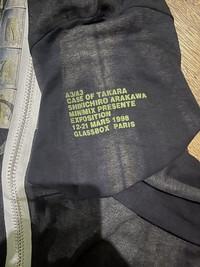 A3/A3
CASE OF TAKARA
SHINICHIRO ARAKAWA
MINIMIX PRESENTE
EXPOSITION
12-21 MARS 1998
GLASSBOX PARIS